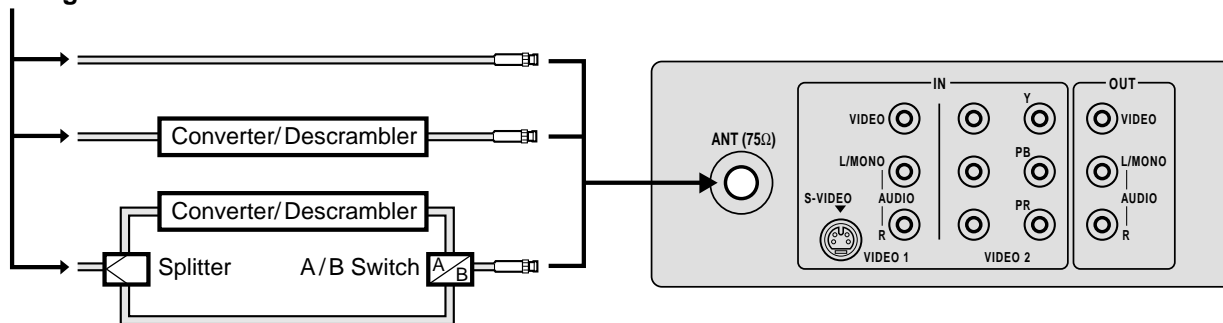 Converter/Descrambler
Converter/Descrambler
Splitter
A/B Switch
A
B
ANT (75Ω)
IN
OUT
Y
VIDEO
VIDEO
L/MONO
PB
L/MONO
S-VIDEO
AUDIO
PR
AUDIO
R
R
VIDEO 1
VIDEO 2